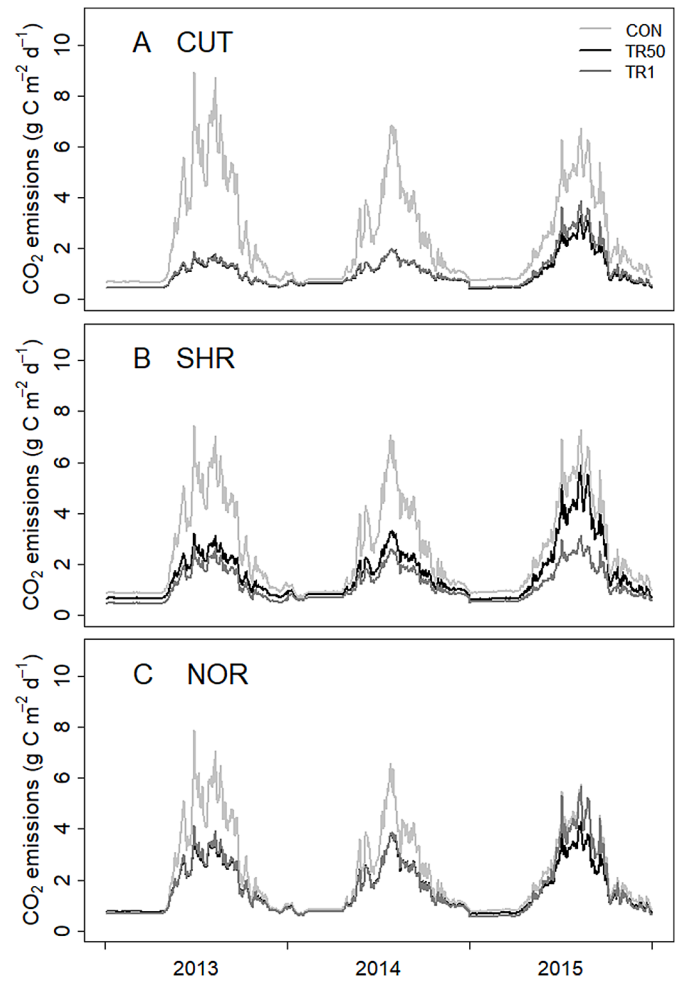 A CUT
CON
TR50
TR1
CO₂ emissions (g C m⁻² d⁻¹)
10
8
6
4
2
0
B SHR
CO₂ emissions (g C m⁻² d⁻¹)
10
8
6
4
2
0
C NOR
CO₂ emissions (g C m⁻² d⁻¹)
10
8
6
4
2
0
2013 2014 2015